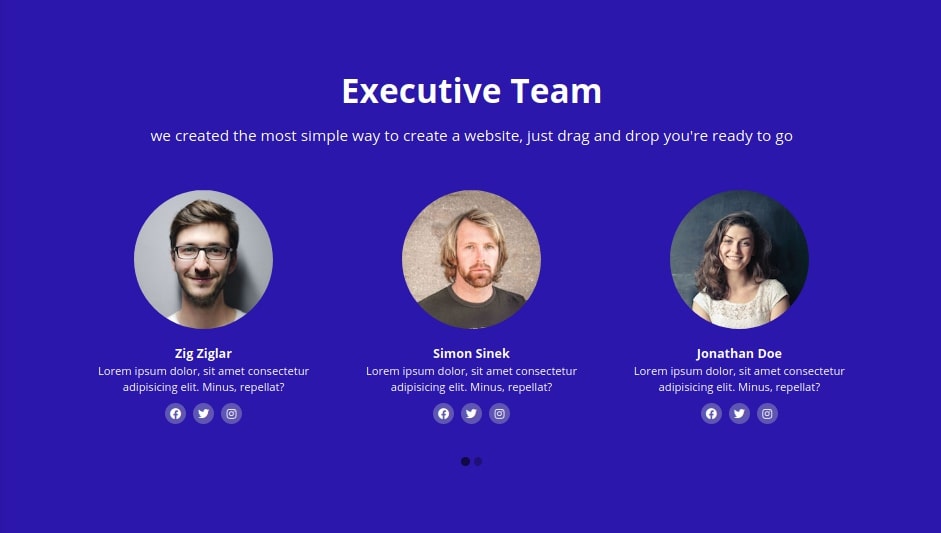 Executive Team
we created the most simple way to create a website, just drag and drop you're ready to go
Zig Ziglar
Lorem ipsum dolor, sit amet consectetur
adipisicing elit. Minus, repellat?
Simon Sinek
Lorem ipsum dolor, sit amet consectetur
adipisicing elit. Minus, repellat?
Jonathan Doe
Lorem ipsum dolor, sit amet consectetur
adipisicing elit. Minus, repellat?